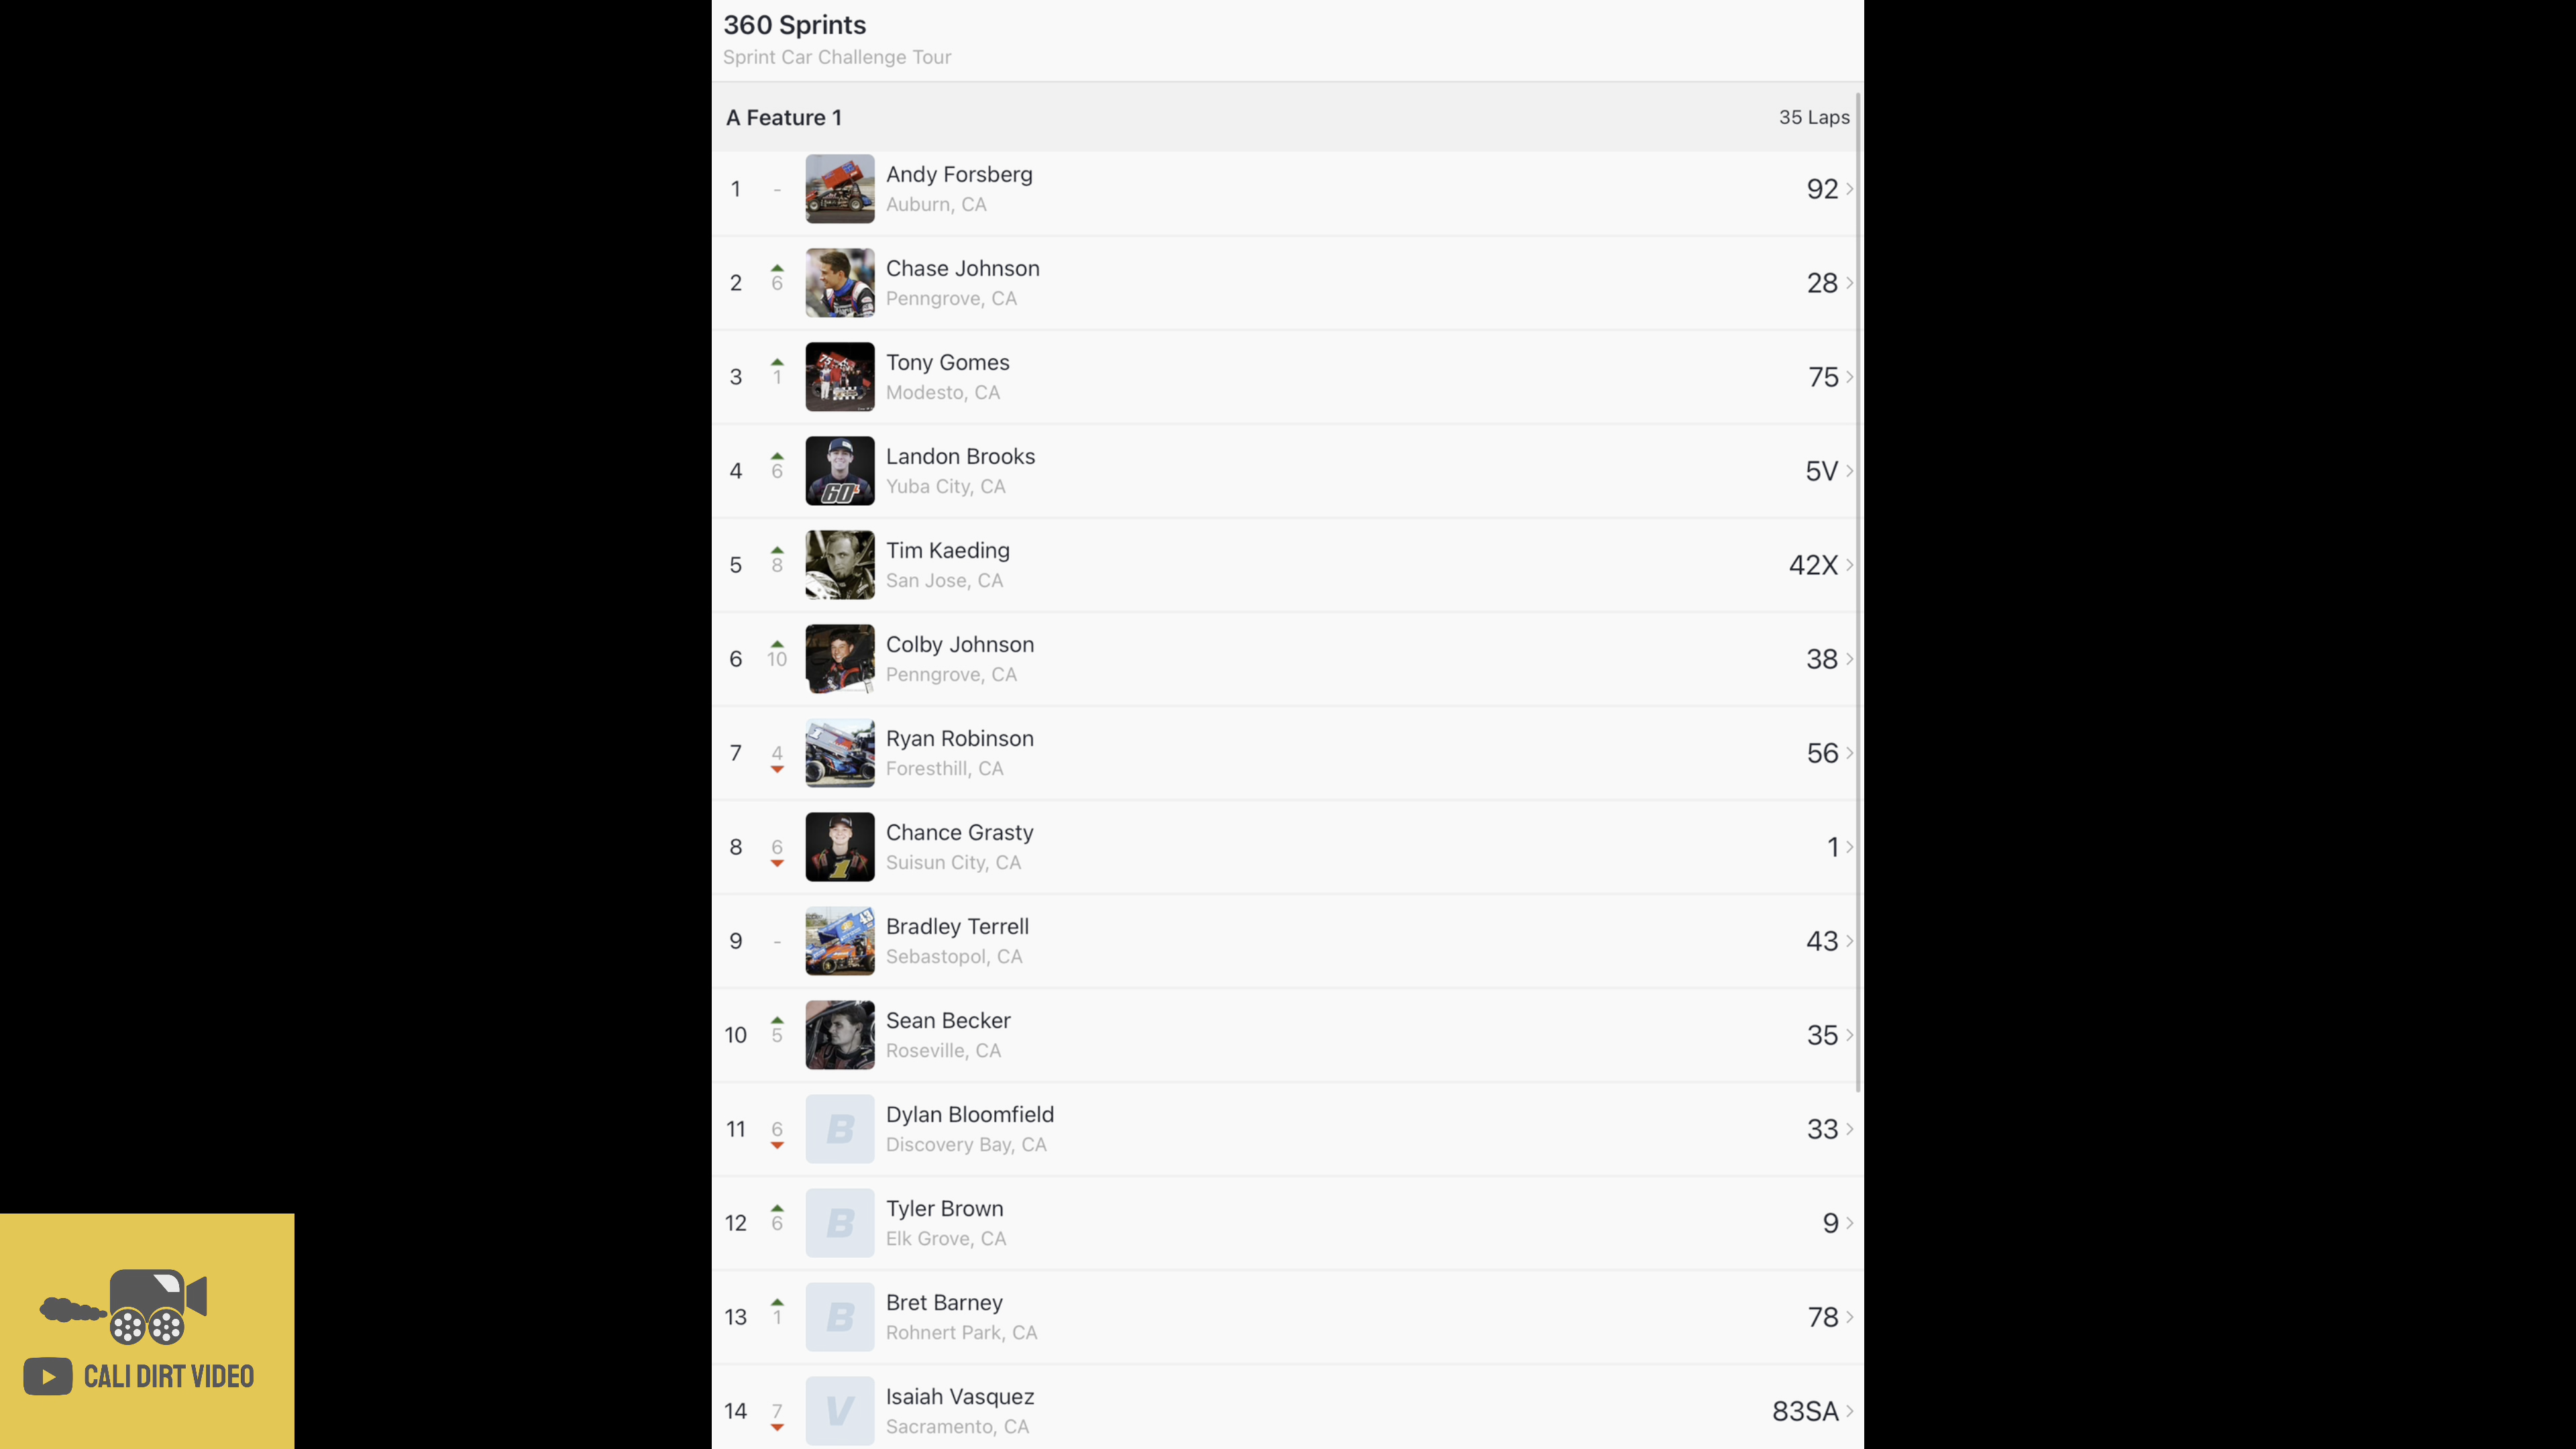 360 Sprints
Sprint Car Challenge Tour
A Feature 1 35 Laps
1 - Andy Forsberg 92
Auburn, CA
2 6 Chase Johnson 28
Penngrove, CA
3 1 Tony Gomes 75
Modesto, CA
4 6 Landon Brooks 5V
Yuba City, CA
5 8 Tim Kaeding 42X
San Jose, CA
6 10 Colby Johnson 38
Penngrove, CA
7 4 Ryan Robinson 56
Foresthill, CA
8 6 Chance Grasty 1
Suisun City, CA
9 - Bradley Terrell 43
Sebastopol, CA
10 5 Sean Becker 35
Roseville, CA
11 6 B Dylan Bloomfield 33
Discovery Bay, CA
12 6 B Tyler Brown 9
Elk Grove, CA
13 1 B Bret Barney 78
Rohnert Park, CA
14 7 V Isaiah Vasquez 83SA
Sacramento, CA
75
60
1
43
CALI DIRT VIDEO